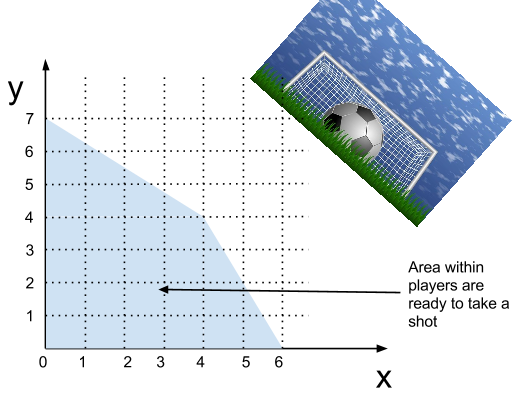 y
7
6
5
4
3
2
1
0 1 2 3 4 5 6
x
Area within
players are
ready to take a
shot